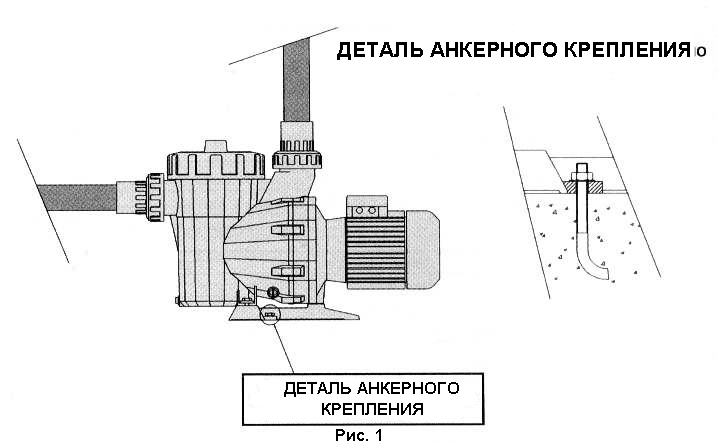 ДЕТАЛЬ АНКЕРНОГО КРЕПЛЕНИЯ
ДЕТАЛЬ АНКЕРНОГО
КРЕПЛЕНИЯ
Рис. 1